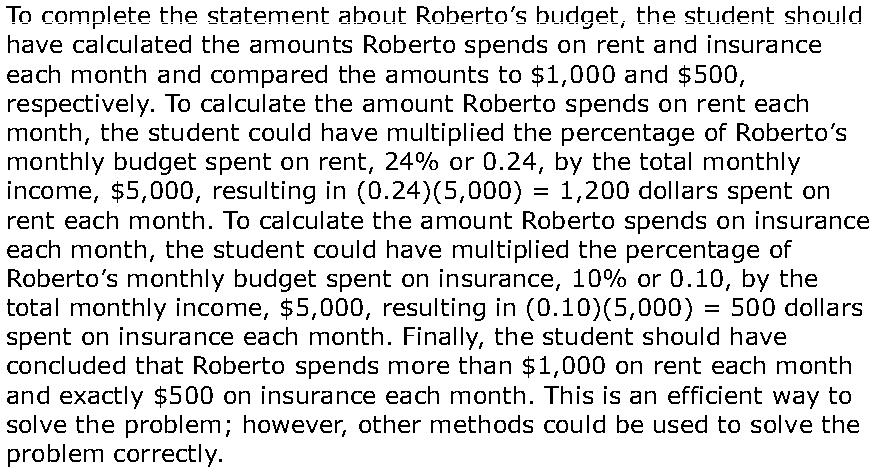 To complete the statement about Roberto's budget, the student should
have calculated the amounts Roberto spends on rent and insurance
each month and compared the amounts to $1,000 and $500,
respectively. To calculate the amount Roberto spends on rent each
month, the student could have multiplied the percentage of Roberto's
monthly budget spent on rent, 24% or 0.24, by the total monthly
income, $5,000, resulting in (0.24)(5,000) = 1,200 dollars spent on
rent each month. To calculate the amount Roberto spends on insurance
each month, the student could have multiplied the percentage of
Roberto's monthly budget spent on insurance, 10% or 0.10, by the
total monthly income, $5,000, resulting in (0.10)(5,000) = 500 dollars
spent on insurance each month. Finally, the student should have
concluded that Roberto spends more than $1,000 on rent each month
and exactly $500 on insurance each month. This is an efficient way to
solve the problem; however, other methods could be used to solve the
problem correctly.